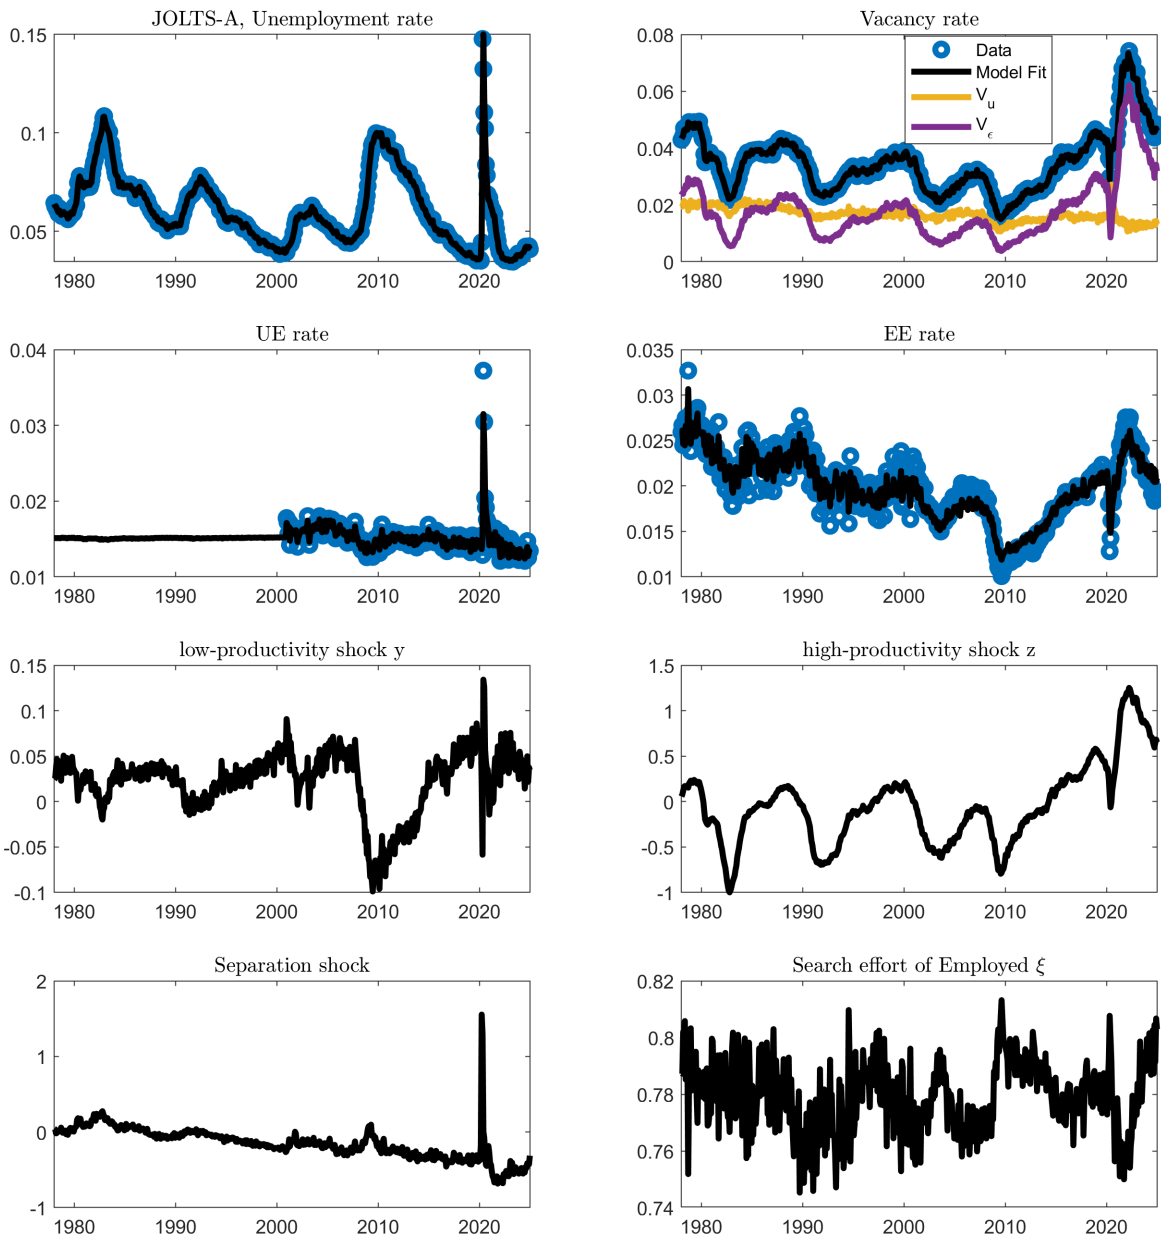 JOLTS-A, Unemployment rate
0.15
0.1
0.05
1980 1990 2000 2010 2020
Vacancy rate
0.08
0.06
0.04
0.02
0
Data
Model Fit
V_u
V_ϵ
1980 1990 2000 2010 2020
UE rate
0.04
0.03
0.02
0.01
1980 1990 2000 2010 2020
EE rate
0.035
0.03
0.025
0.02
0.015
0.01
1980 1990 2000 2010 2020
low-productivity shock y
0.15
0.1
0.05
0
-0.05
-0.1
1980 1990 2000 2010 2020
high-productivity shock z
1.5
1
0.5
0
-0.5
-1
1980 1990 2000 2010 2020
Separation shock
2
1
0
-1
1980 1990 2000 2010 2020
Search effort of Employed ξ
0.82
0.8
0.78
0.76
0.74
1980 1990 2000 2010 2020